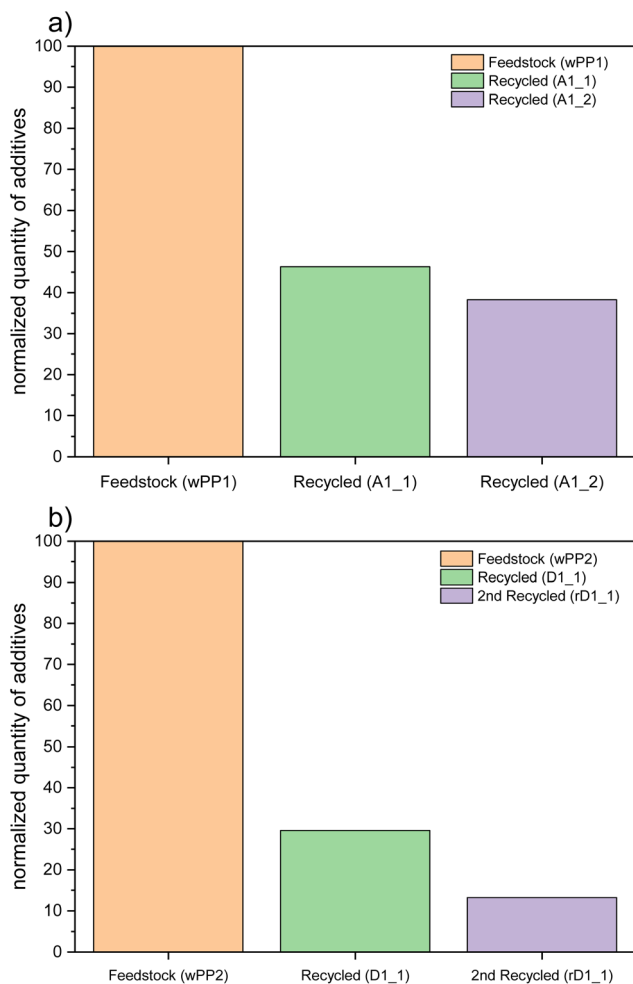 a)
normalized quantity of additives
100
90
80
70
60
50
40
30
20
10
0
Feedstock (wPP1)
Recycled (A1_1)
Recycled (A1_2)
Feedstock (wPP1)
Recycled (A1_1)
Recycled (A1_2)
b)
normalized quantity of additives
100
90
80
70
60
50
40
30
20
10
0
Feedstock (wPP2)
Recycled (D1_1)
2nd Recycled (rD1_1)
Feedstock (wPP2)
Recycled (D1_1)
2nd Recycled (rD1_1)